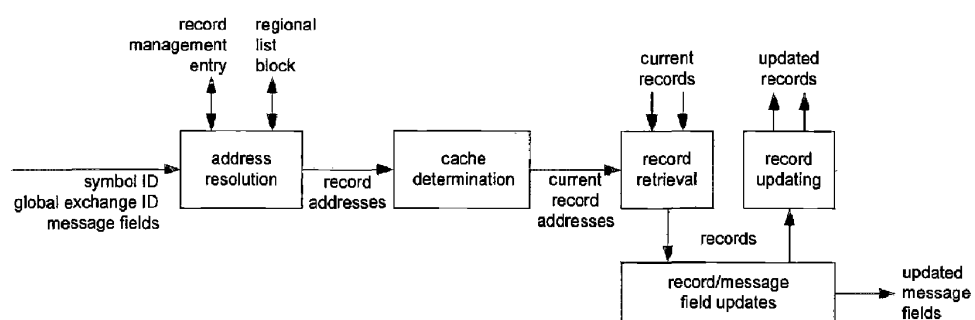 record
management
entry
regional
list
block
current
records
updated
records
address
resolution
cache
determination
record
retrieval
record
updating
symbol ID
global exchange ID
message fields
record
addresses
current
record
addresses
records
record/message
field updates
updated
message
fields